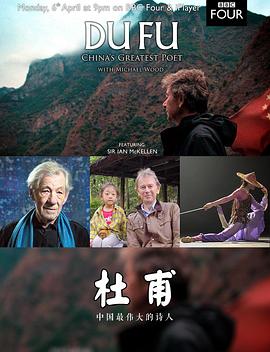 Monday, 6th April at 9pm on BBC Four & iPlayer
BBC
FOUR
DU FU
CHINA'S GREATEST POET
WITH MICHAEL WOOD
FEATURING
SIR IAN McKELLEN
杜甫
中国最伟大的诗人